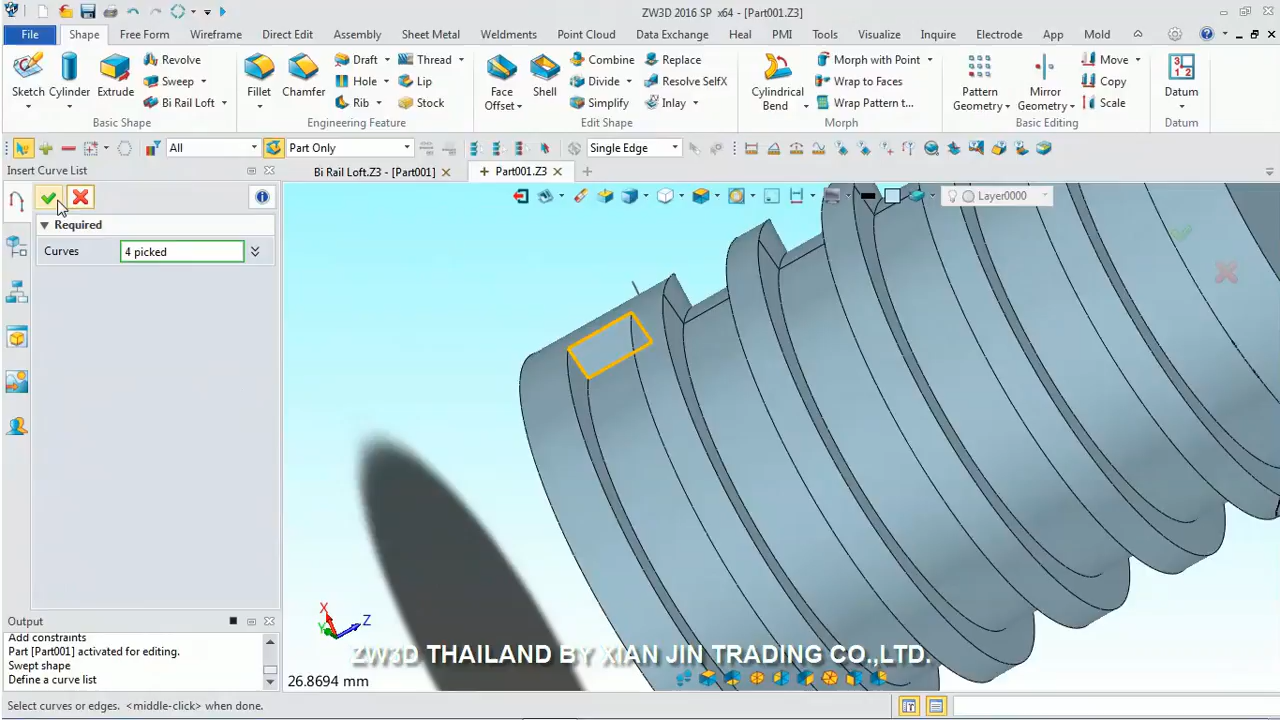 ZW3D 2016 SP x64 - [Part001.Z3]
File Shape Free Form Wireframe Direct Edit Assembly Sheet Metal Weldments Point Cloud Data Exchange Heal PMI Tools Visualize Inquire Electrode App Mold
Sketch Cylinder Extrude Revolve Sweep Bi Rail Loft
Basic Shape
Fillet Chamfer Draft Hole Rib Thread Lip Stock
Engineering Feature
Face Offset Shell Combine Divide Simplify Replace Resolve SelfX Inlay
Edit Shape
Cylindrical Bend Morph with Point Wrap to Faces Wrap Pattern t...
Morph
Pattern Geometry Mirror Geometry Move Copy Scale
Basic Editing
Datum
Datum
All Part Only Single Edge
Insert Curve List
Bi Rail Loft.Z3 - [Part001] Part001.Z3
Layer0000
Required
Curves 4 picked
X
Y
Z
Output
Add constraints
Part [Part001] activated for editing.
Swept shape
Define a curve list
ZW3D THAILAND BY XIAN JIN TRADING CO.,LTD.
26.8694 mm
Select curves or edges. <middle-click> when done.